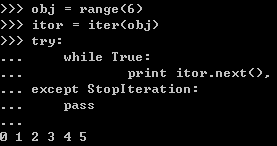 >>> obj = range(6)
>>> itor = iter(obj)
>>> try:
...     while True:
...             print itor.next(),
... except StopIteration:
...     pass
...
0 1 2 3 4 5